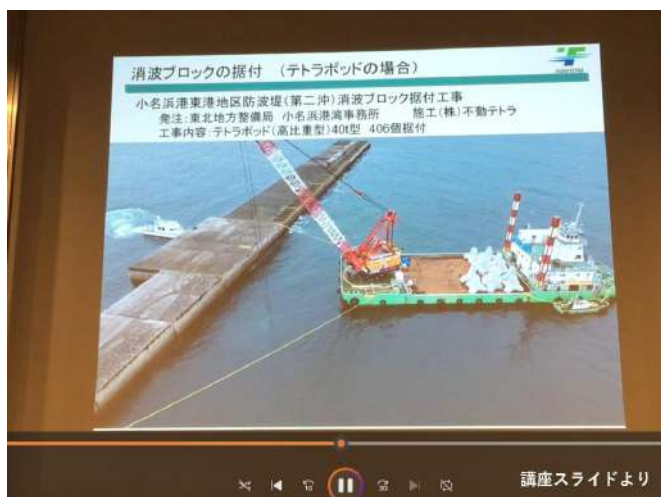 消波ブロックの据付 （テトラポッドの場合）
小名浜港東港地区防波堤（第二沖）消波ブロック据付工事
発注：東北地方整備局 小名浜港湾事務所 施工（株）不動テトラ
工事内容：テトラポッド（高比重型）40t型 406個据付
10
30
講座スライドより